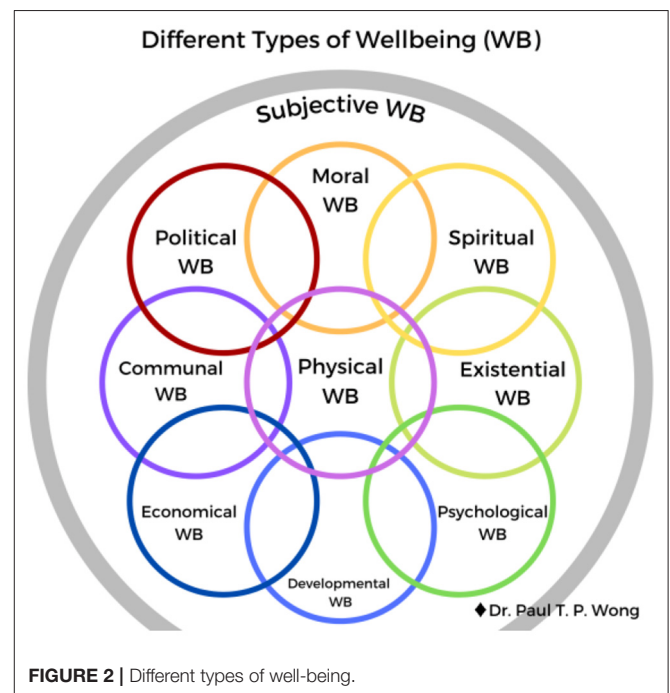 Different Types of Wellbeing (WB)
Subjective WB
Moral
WB
Political
WB
Spiritual
WB
Communal
WB
Physical
WB
Existential
WB
Economical
WB
Developmental
WB
Psychological
WB
♦Dr. Paul T. P. Wong
FIGURE 2 | Different types of well-being.